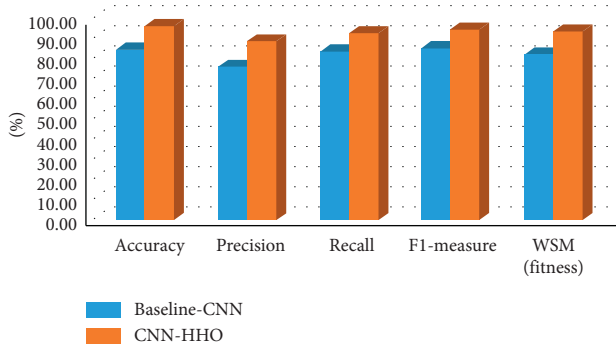 100.00
90.00
80.00
70.00
60.00
50.00
40.00
30.00
20.00
10.00
0.00
(%)
Accuracy
Precision
Recall
F1-measure
WSM
(fitness)
Baseline-CNN
CNN-HHO